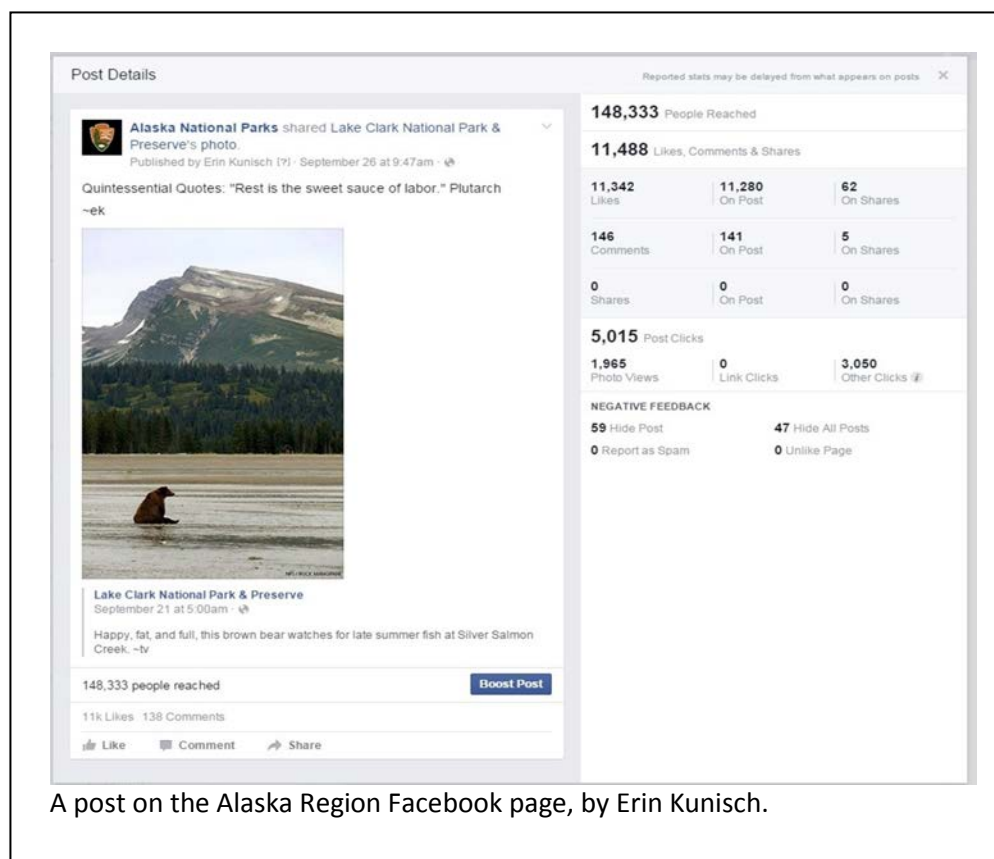 Post Details
Reported stats may be delayed from what appears on posts
Alaska National Parks shared Lake Clark National Park &
Preserve's photo.
Published by Erin Kunisch [?] · September 26 at 9:47am ·
Quintessential Quotes: "Rest is the sweet sauce of labor." Plutarch
~ek
Lake Clark National Park & Preserve
September 21 at 5:00am ·
Happy, fat, and full, this brown bear watches for late summer fish at Silver Salmon
Creek. ~tv
148,333 people reached
Boost Post
11k Likes 138 Comments
Like Comment Share
148,333 People Reached
11,488 Likes, Comments & Shares
11,342 11,280 62
Likes On Post On Shares
146 141 5
Comments On Post On Shares
0 0 0
Shares On Post On Shares
5,015 Post Clicks
1,965 0 3,050
Photo Views Link Clicks Other Clicks
NEGATIVE FEEDBACK
59 Hide Post 47 Hide All Posts
0 Report as Spam 0 Unlike Page
A post on the Alaska Region Facebook page, by Erin Kunisch.